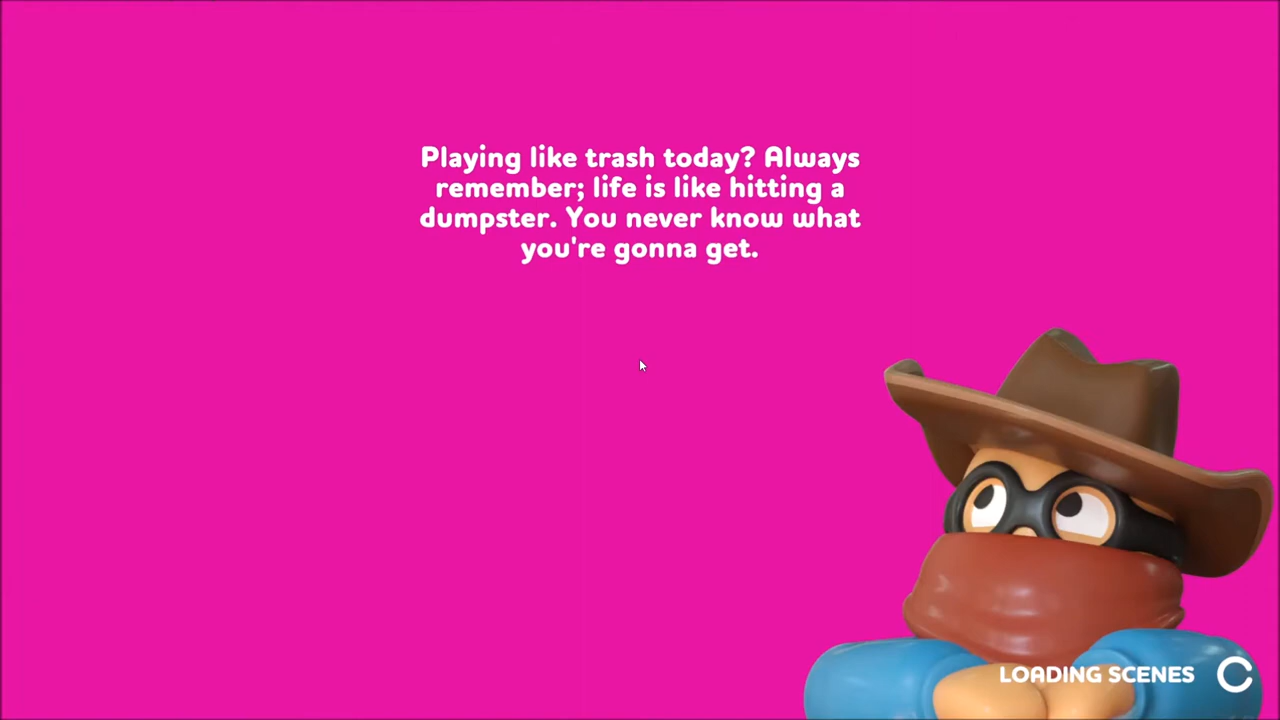 Playing like trash today? Always
remember; life is like hitting a
dumpster. You never know what
you're gonna get.
LOADING SCENES